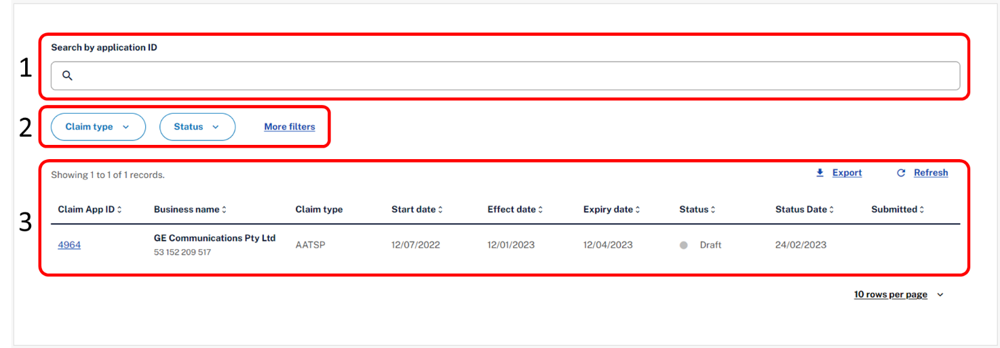 1
Search by application ID
2
Claim type Status More filters
3
Showing 1 to 1 of 1 records. Export Refresh
Claim App ID Business name Claim type Start date Effect date Expiry date Status Status Date Submitted
4964 GE Communications Pty Ltd AATSP 12/07/2022 12/01/2023 12/04/2023 Draft 24/02/2023
53 152 209 517
10 rows per page